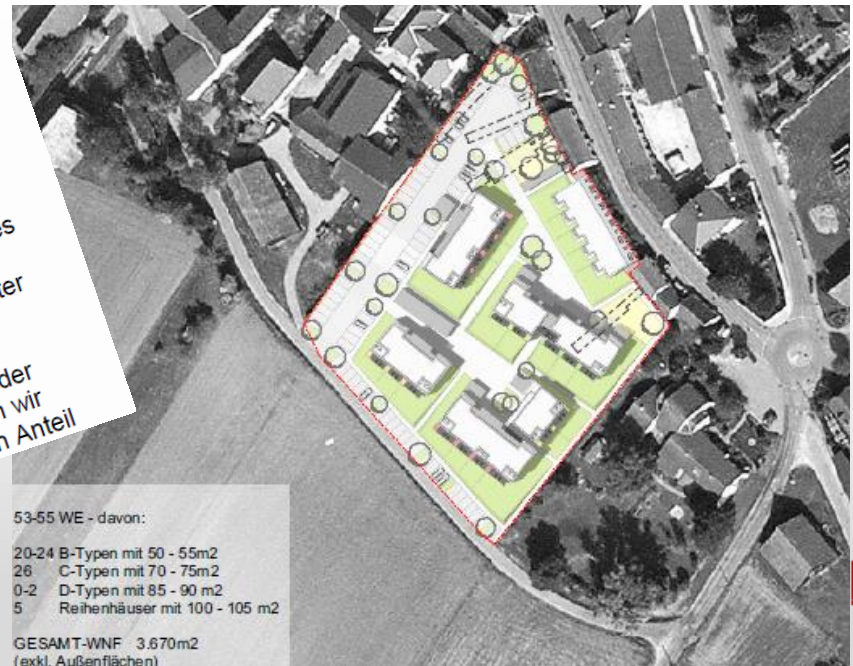 es
ter
der
n wir
n Anteil
53-55 WE - davon:
20-24 B-Typen mit 50 - 55m2
26 C-Typen mit 70 - 75m2
0-2 D-Typen mit 85 - 90 m2
5 Reihenhäuser mit 100 - 105 m2
GESAMT-WNF 3.670m2
(exkl. Außenflächen)